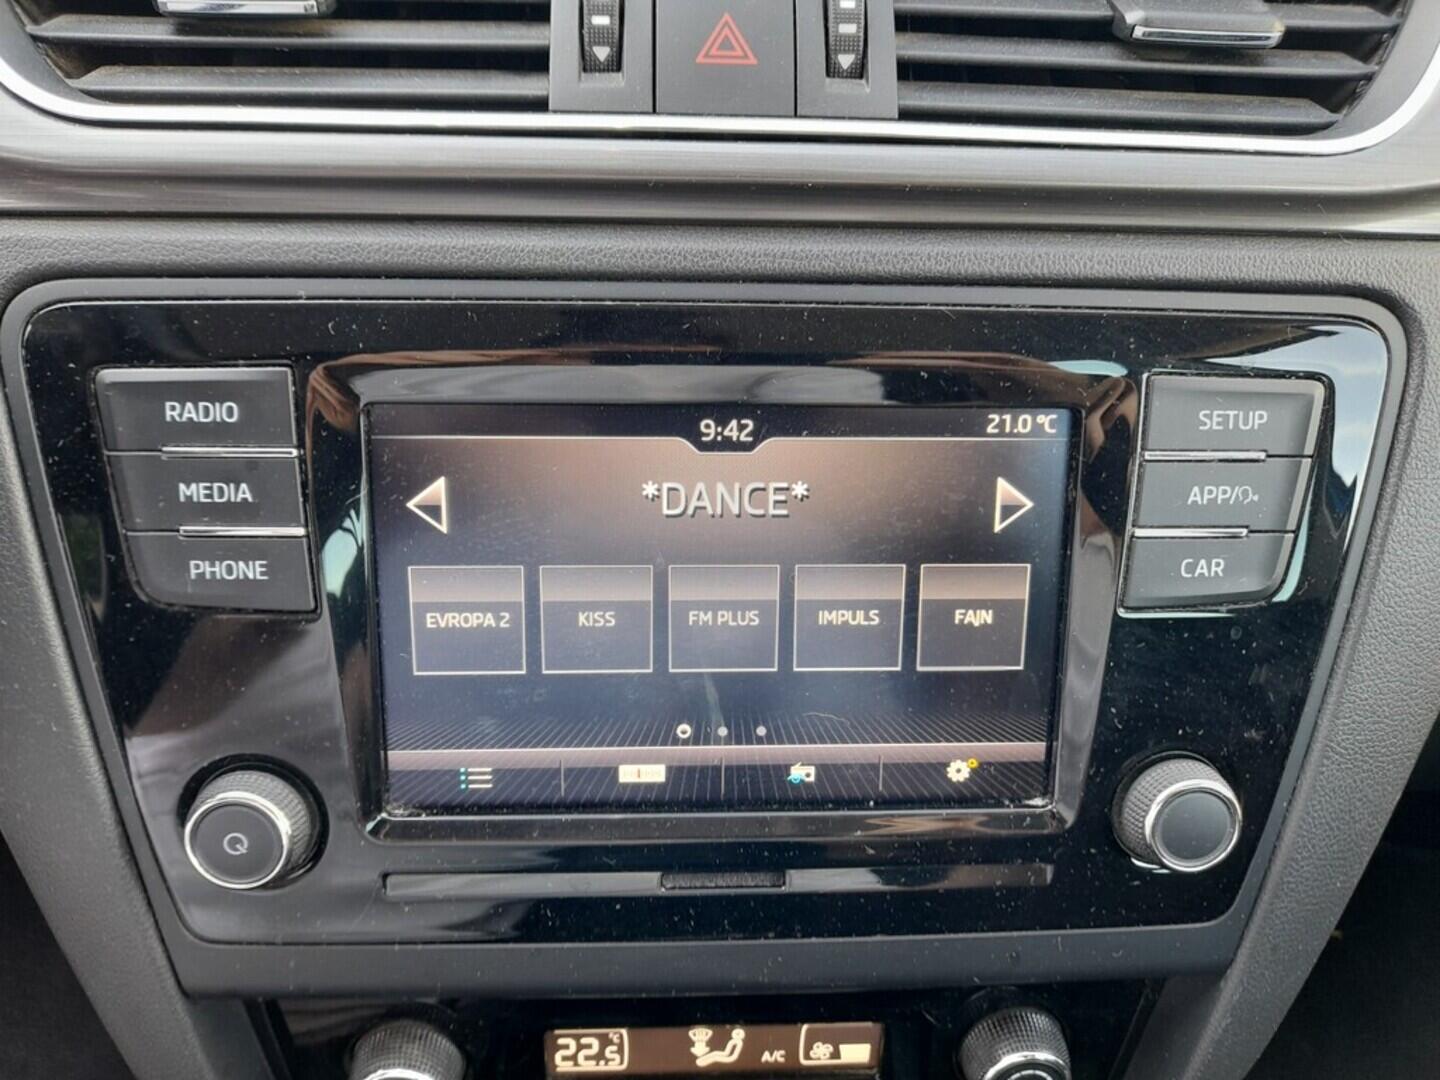 RADIO
MEDIA
PHONE
SETUP
APP/
CAR
9:42
21.0 °C
*DANCE*
EVROPA 2
KISS
FM PLUS
IMPULS
FAJN
22.5 °C
A/C